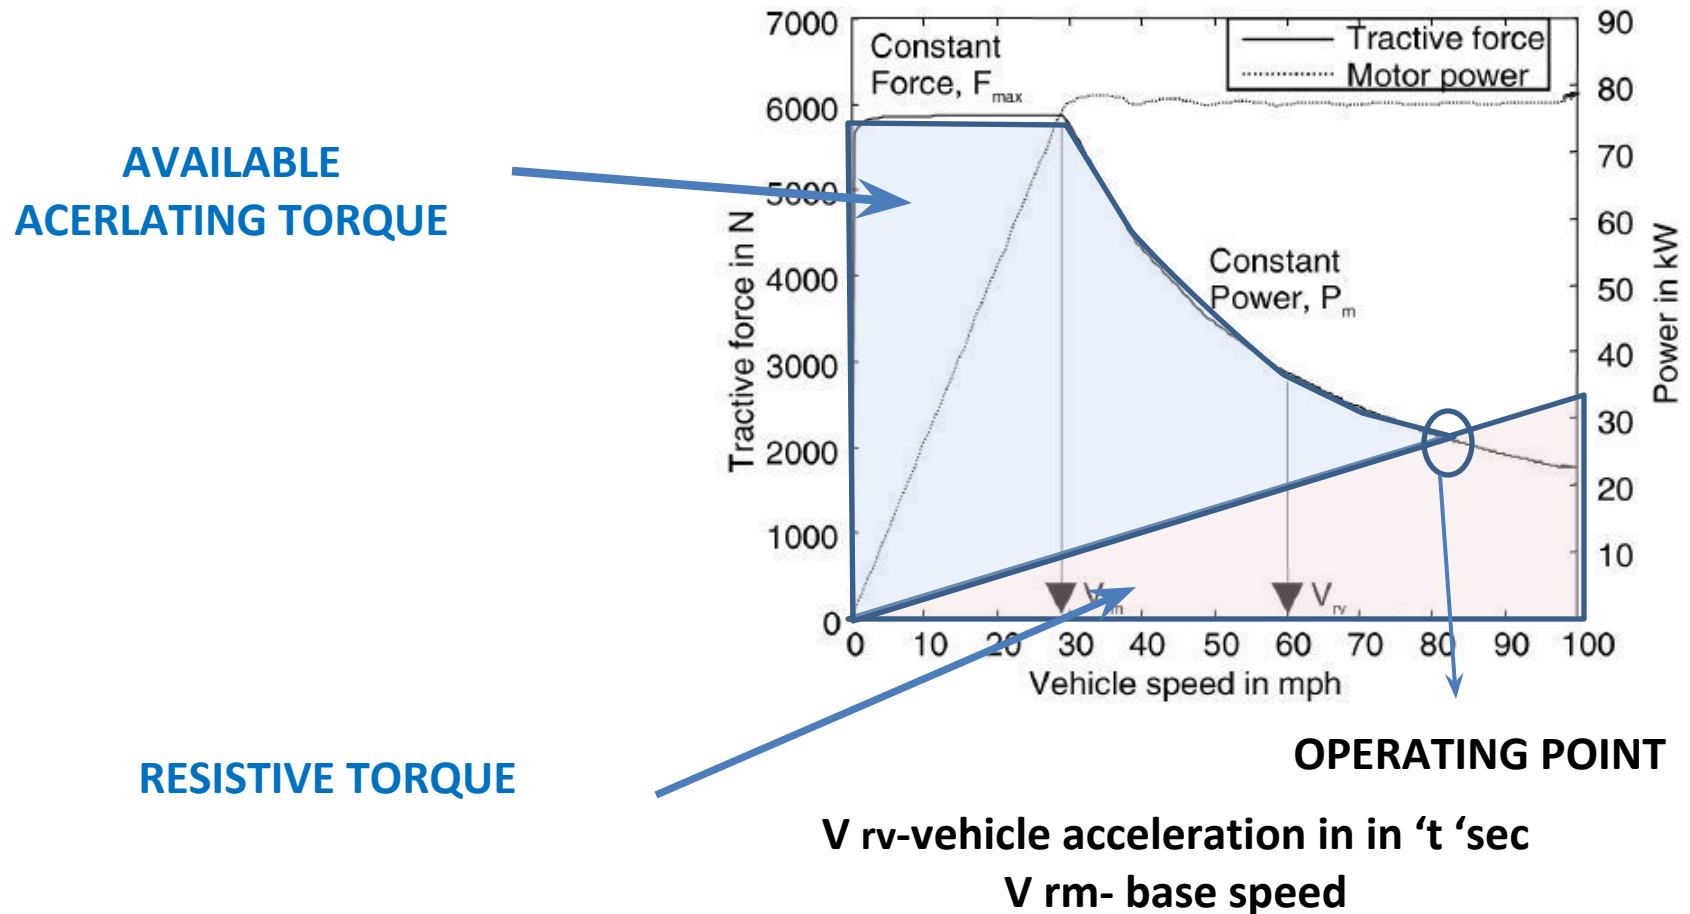 7000
6000
5000
4000
3000
2000
1000
0
Tractive force in N
Constant
Force, Fmax
Tractive force
Motor power
90
80
70
60
50
40
30
20
10
Power in kW
AVAILABLE
ACERLATING TORQUE
Constant
Power, Pm
Vrv
0 10 20 30 40 50 60 70 80 90 100
Vehicle speed in mph
OPERATING POINT
RESISTIVE TORQUE
V rv-vehicle acceleration in in ‘t ‘sec
V rm- base speed